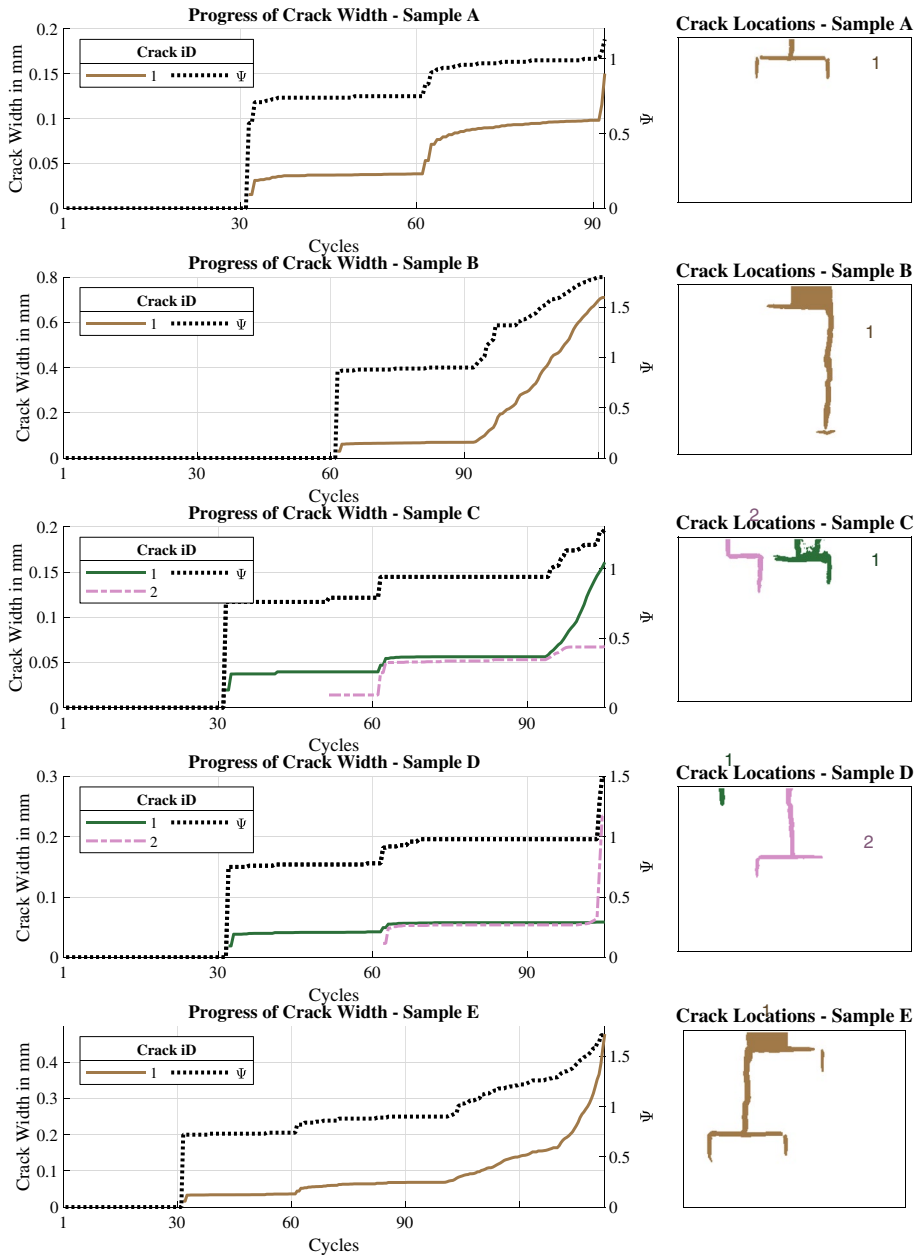 Progress of Crack Width - Sample A
Crack Locations - Sample A
Crack Width in mm
0.2
0.15
0.1
0.05
0
Crack iD
1 Ψ
1
0.5
0
Ψ
1 30 60 90
Cycles
1
Progress of Crack Width - Sample B
Crack Locations - Sample B
Crack Width in mm
0.8
0.6
0.4
0.2
0
Crack iD
1 Ψ
1.5
1
0.5
0
Ψ
1 30 60 90
Cycles
1
Progress of Crack Width - Sample C
Crack Locations - Sample C
Crack Width in mm
0.2
0.15
0.1
0.05
0
Crack iD
1 Ψ
2
1
0.5
0
Ψ
1 30 60 90
Cycles
2
1
Progress of Crack Width - Sample D
Crack Locations - Sample D
Crack Width in mm
0.3
0.2
0.1
0
Crack iD
1 Ψ
2
1.5
1
0.5
0
Ψ
1 30 60 90
Cycles
1
2
Progress of Crack Width - Sample E
Crack Locations - Sample E
Crack Width in mm
0.4
0.3
0.2
0.1
0
Crack iD
1 Ψ
1.5
1
0.5
0
Ψ
1 30 60 90
Cycles
1